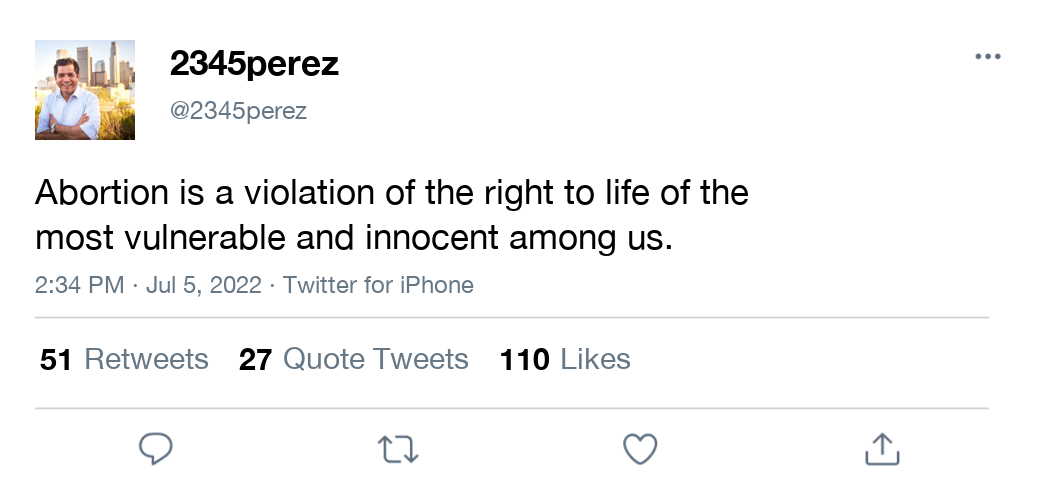 2345perez
@2345perez
Abortion is a violation of the right to life of the
most vulnerable and innocent among us.
2:34 PM · Jul 5, 2022 · Twitter for iPhone
51 Retweets 27 Quote Tweets 110 Likes